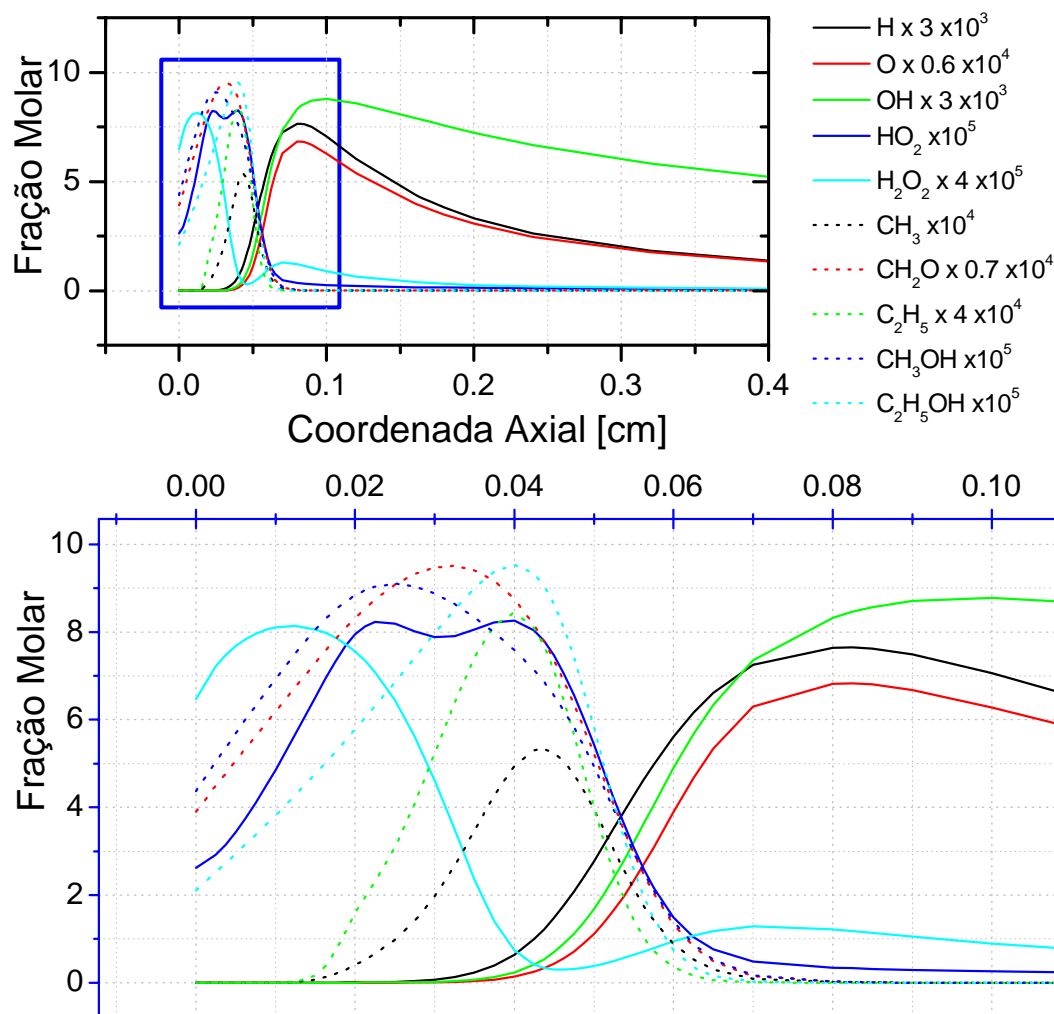 10
5
0
Fração Molar
0.0 0.1 0.2 0.3 0.4
Coordenada Axial [cm]
H x 3 x10³
O x 0.6 x10⁴
OH x 3 x10³
HO₂ x10⁵
H₂O₂ x 4 x10⁵
CH₃ x10⁴
CH₂O x 0.7 x10⁴
C₂H₅ x 4 x10⁴
CH₃OH x10⁵
C₂H₅OH x10⁵
0.00 0.02 0.04 0.06 0.08 0.10
10
8
6
4
2
0
Fração Molar